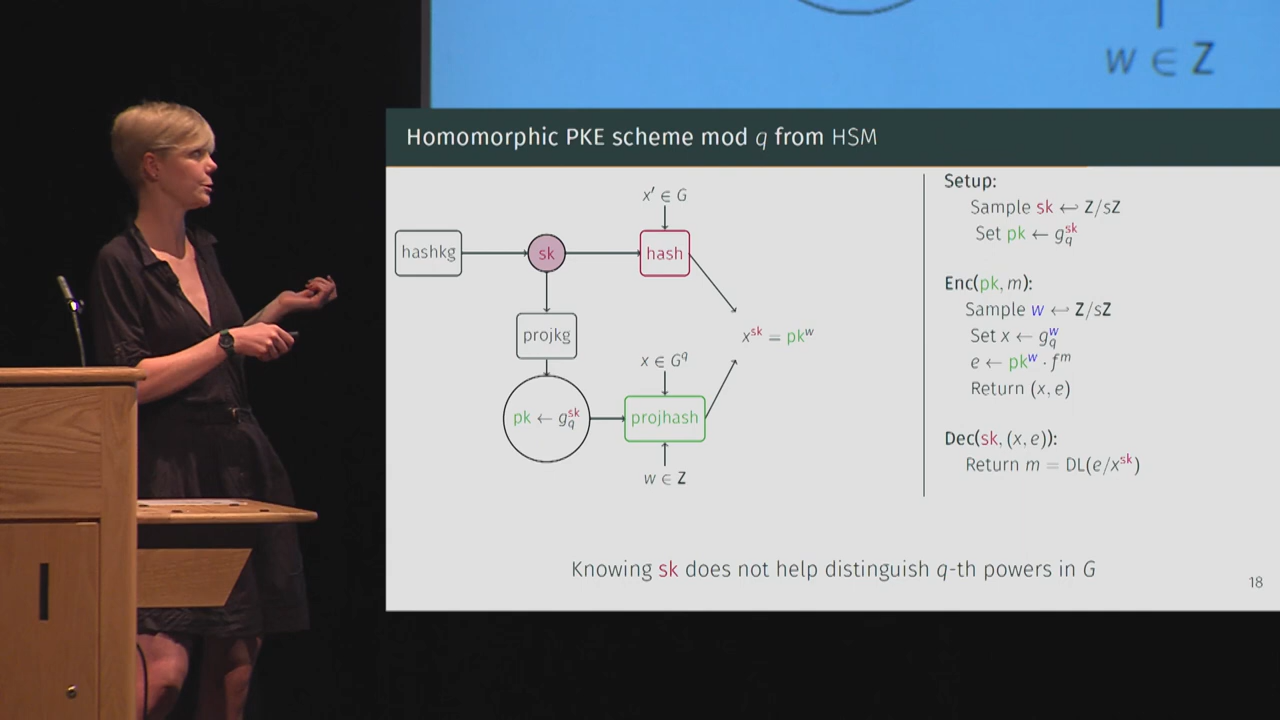 w ∈ Z
Homomorphic PKE scheme mod q from HSM
x′ ∈ G
hashkg
sk
hash
projkg
x^sk = pk^w
x ∈ G^q
pk ← g_q^sk
projhash
w ∈ Z
Setup:
Sample sk ↩ Z/sZ
Set pk ← g_q^sk
Enc(pk, m):
Sample w ↩ Z/sZ
Set x ← g_q^w
e ← pk^w · f^m
Return (x, e)
Dec(sk, (x, e)):
Return m = DL(e/x^sk)
Knowing sk does not help distinguish q-th powers in G
18